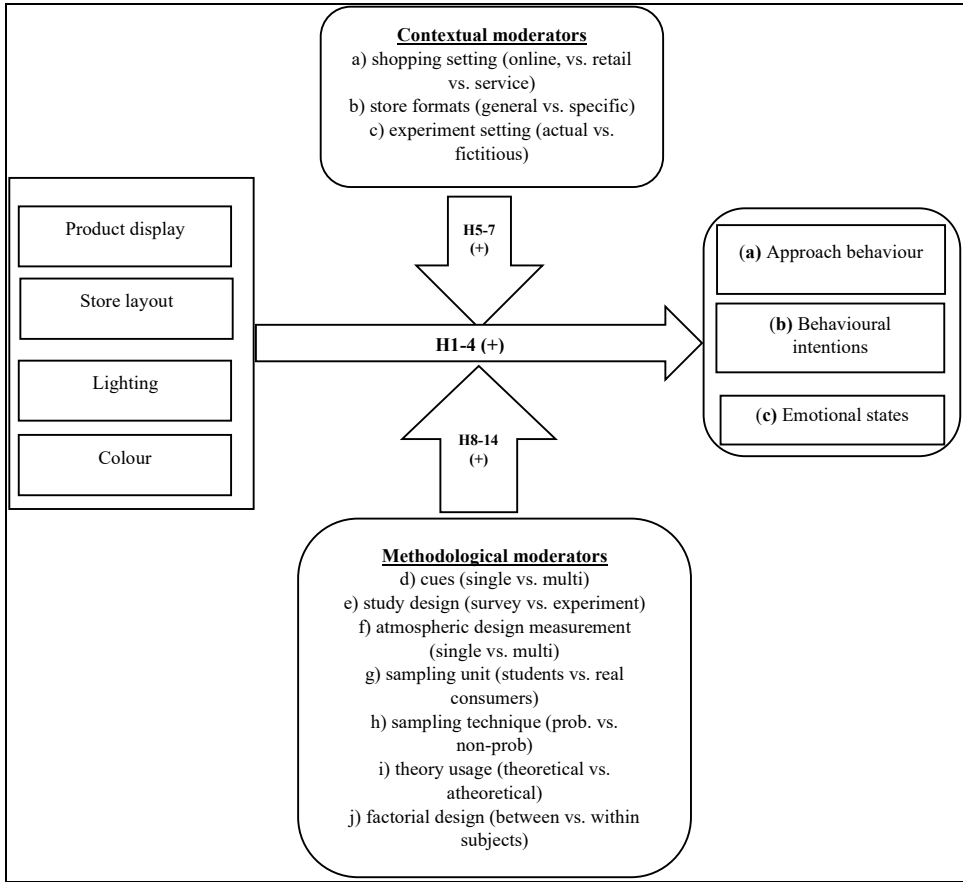 Contextual moderators
a) shopping setting (online, vs. retail
vs. service)
b) store formats (general vs. specific)
c) experiment setting (actual vs.
fictitious)
Product display
Store layout
Lighting
Colour
H5-7
(+)
H1-4 (+)
H8-14
(+)
(a) Approach behaviour
(b) Behavioural
intentions
(c) Emotional states
Methodological moderators
d) cues (single vs. multi)
e) study design (survey vs. experiment)
f) atmospheric design measurement
(single vs. multi)
g) sampling unit (students vs. real
consumers)
h) sampling technique (prob. vs.
non-prob)
i) theory usage (theoretical vs.
atheoretical)
j) factorial design (between vs. within
subjects)